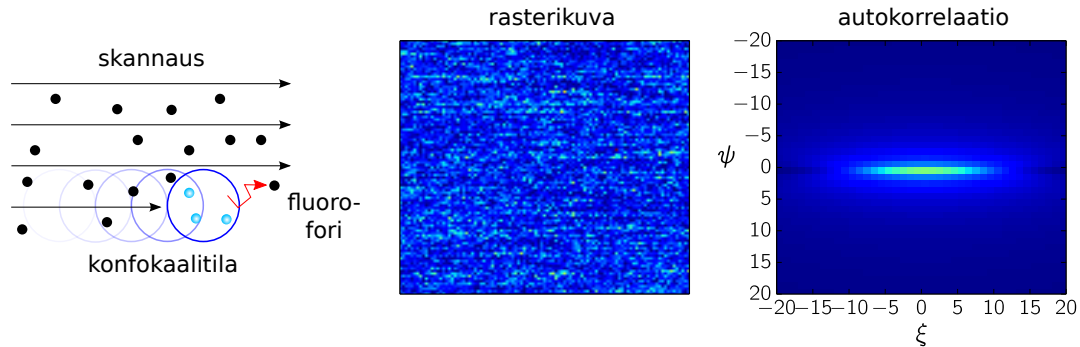 skannaus
fluoro-
fori
konfokaalitila
rasterikuva
autokorrelaatio
−20
−15
−10
−5
ψ 0
5
10
15
20
−20−15−10 −5 0 5 10 15 20
ξ